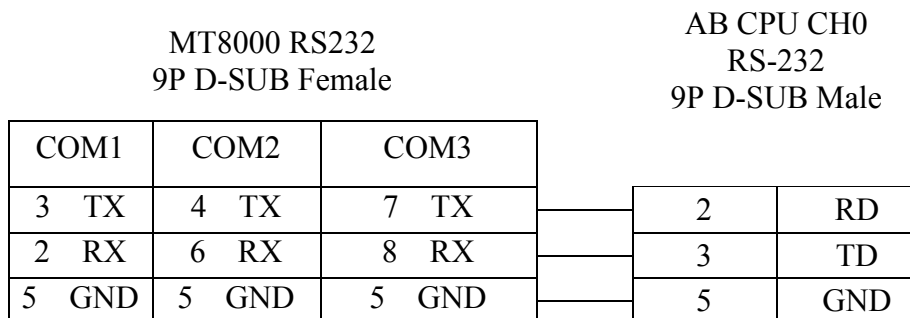 MT8000 RS232
9P D-SUB Female
AB CPU CH0
RS-232
9P D-SUB Male
COM1 COM2 COM3
3 TX 4 TX 7 TX 2 RD
2 RX 6 RX 8 RX 3 TD
5 GND 5 GND 5 GND 5 GND